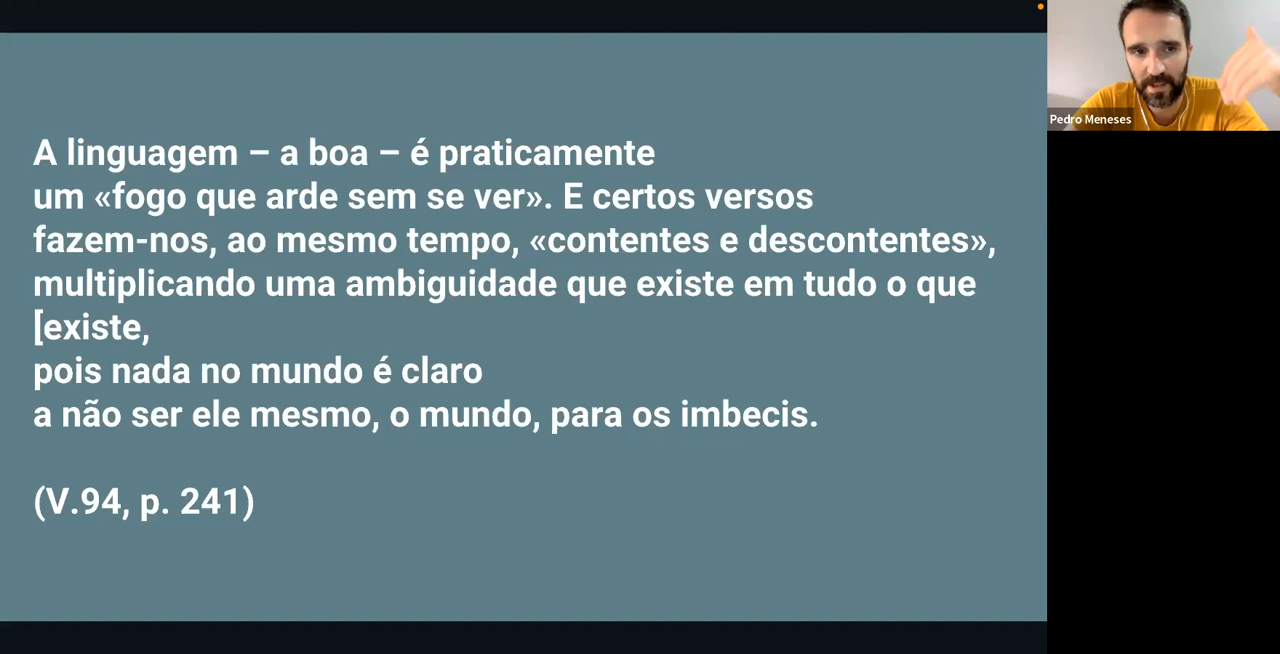 A linguagem – a boa – é praticamente
um «fogo que arde sem se ver». E certos versos
fazem-nos, ao mesmo tempo, «contentes e descontentes»,
multiplicando uma ambiguidade que existe em tudo o que
[existe,
pois nada no mundo é claro
a não ser ele mesmo, o mundo, para os imbecis.
(V.94, p. 241)
Pedro Meneses